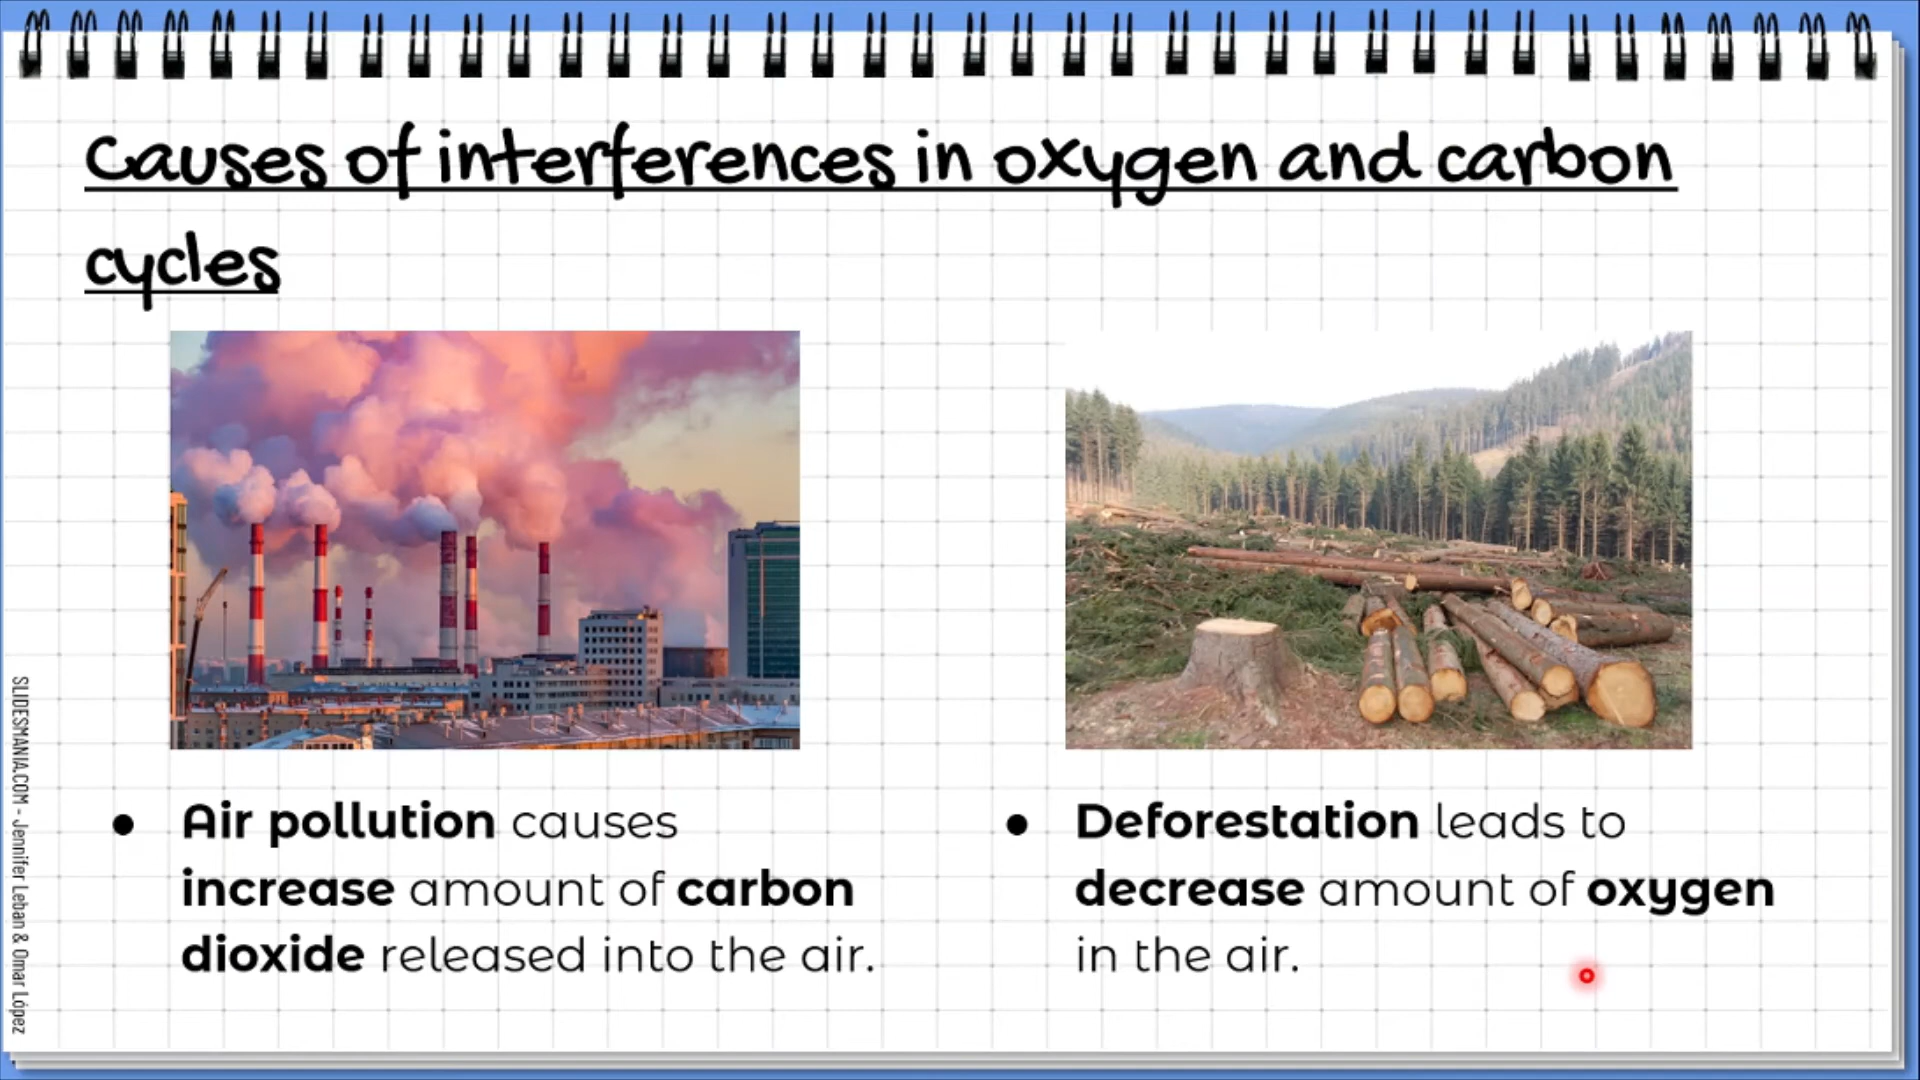 Causes of interferences in oxygen and carbon
cycles
● Air pollution causes
increase amount of carbon
dioxide released into the air.
● Deforestation leads to
decrease amount of oxygen
in the air.
SLIDESMANIA.COM - Jennifer Leban & Omar López